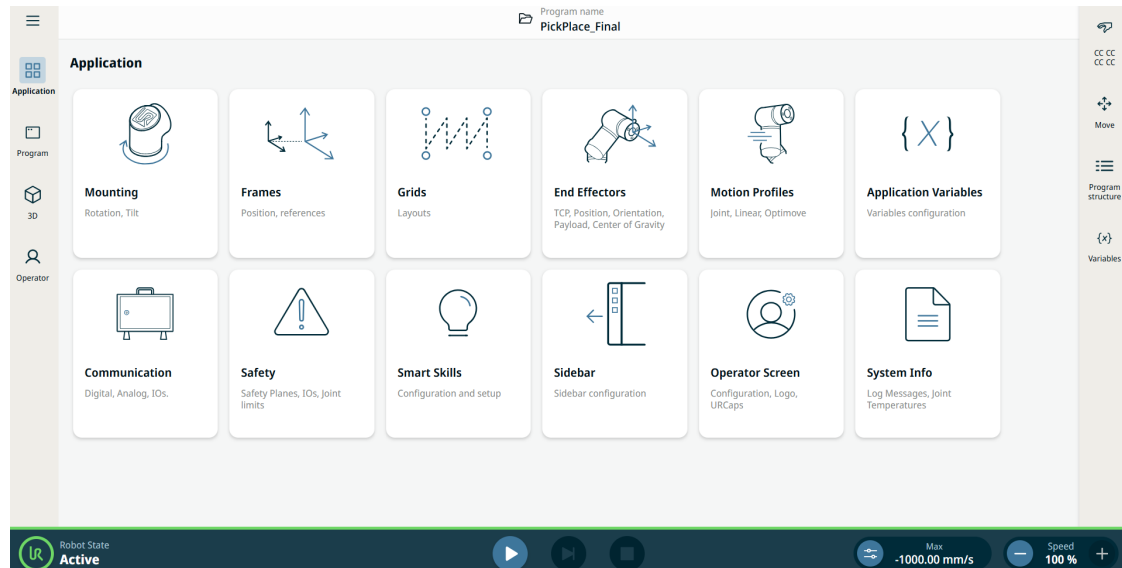 Program name
PickPlace_Final
Application
Application
Program
3D
Operator
Mounting
Rotation, Tilt
Frames
Position, references
Grids
Layouts
End Effectors
TCP, Position, Orientation,
Payload, Center of Gravity
Motion Profiles
Joint, Linear, Optimove
{X}
Application Variables
Variables configuration
Communication
Digital, Analog, IOs.
Safety
Safety Planes, IOs, Joint
limits
Smart Skills
Configuration and setup
Sidebar
Sidebar configuration
Operator Screen
Configuration, Logo,
URCaps
System Info
Log Messages, Joint
Temperatures
CC CC
CC CC
Move
Program
structure
{x}
Variables
UR
Robot State
Active
Max
-1000.00 mm/s
Speed
100 %